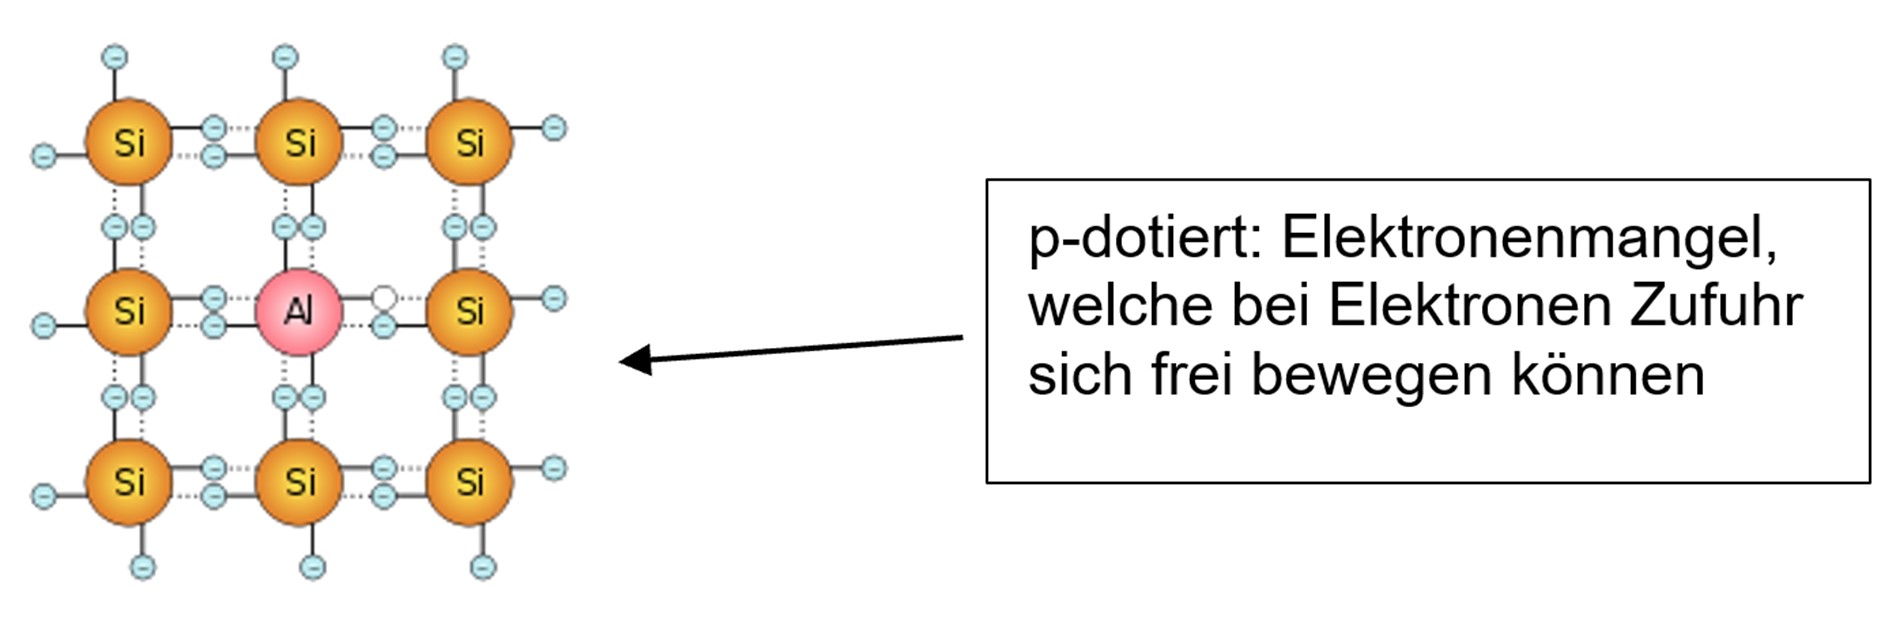 Si Si Si
Si Al Si
Si Si Si
p-dotiert: Elektronenmangel,
welche bei Elektronen Zufuhr
sich frei bewegen können